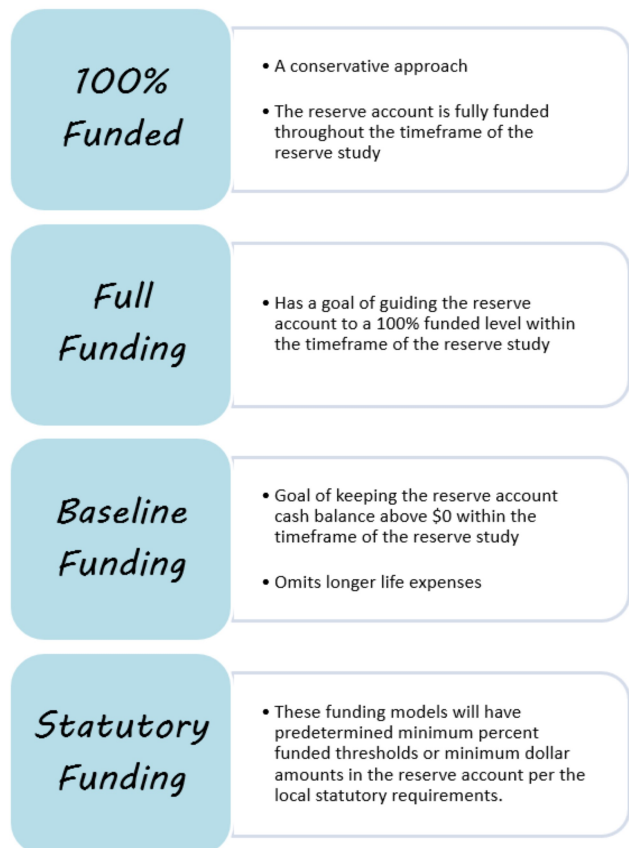 100%
Funded
• A conservative approach
• The reserve account is fully funded
throughout the timeframe of the
reserve study
Full
Funding
• Has a goal of guiding the reserve
account to a 100% funded level within
the timeframe of the reserve study
Baseline
Funding
• Goal of keeping the reserve account
cash balance above $0 within the
timeframe of the reserve study
• Omits longer life expenses
Statutory
Funding
• These funding models will have
predetermined minimum percent
funded thresholds or minimum dollar
amounts in the reserve account per the
local statutory requirements.